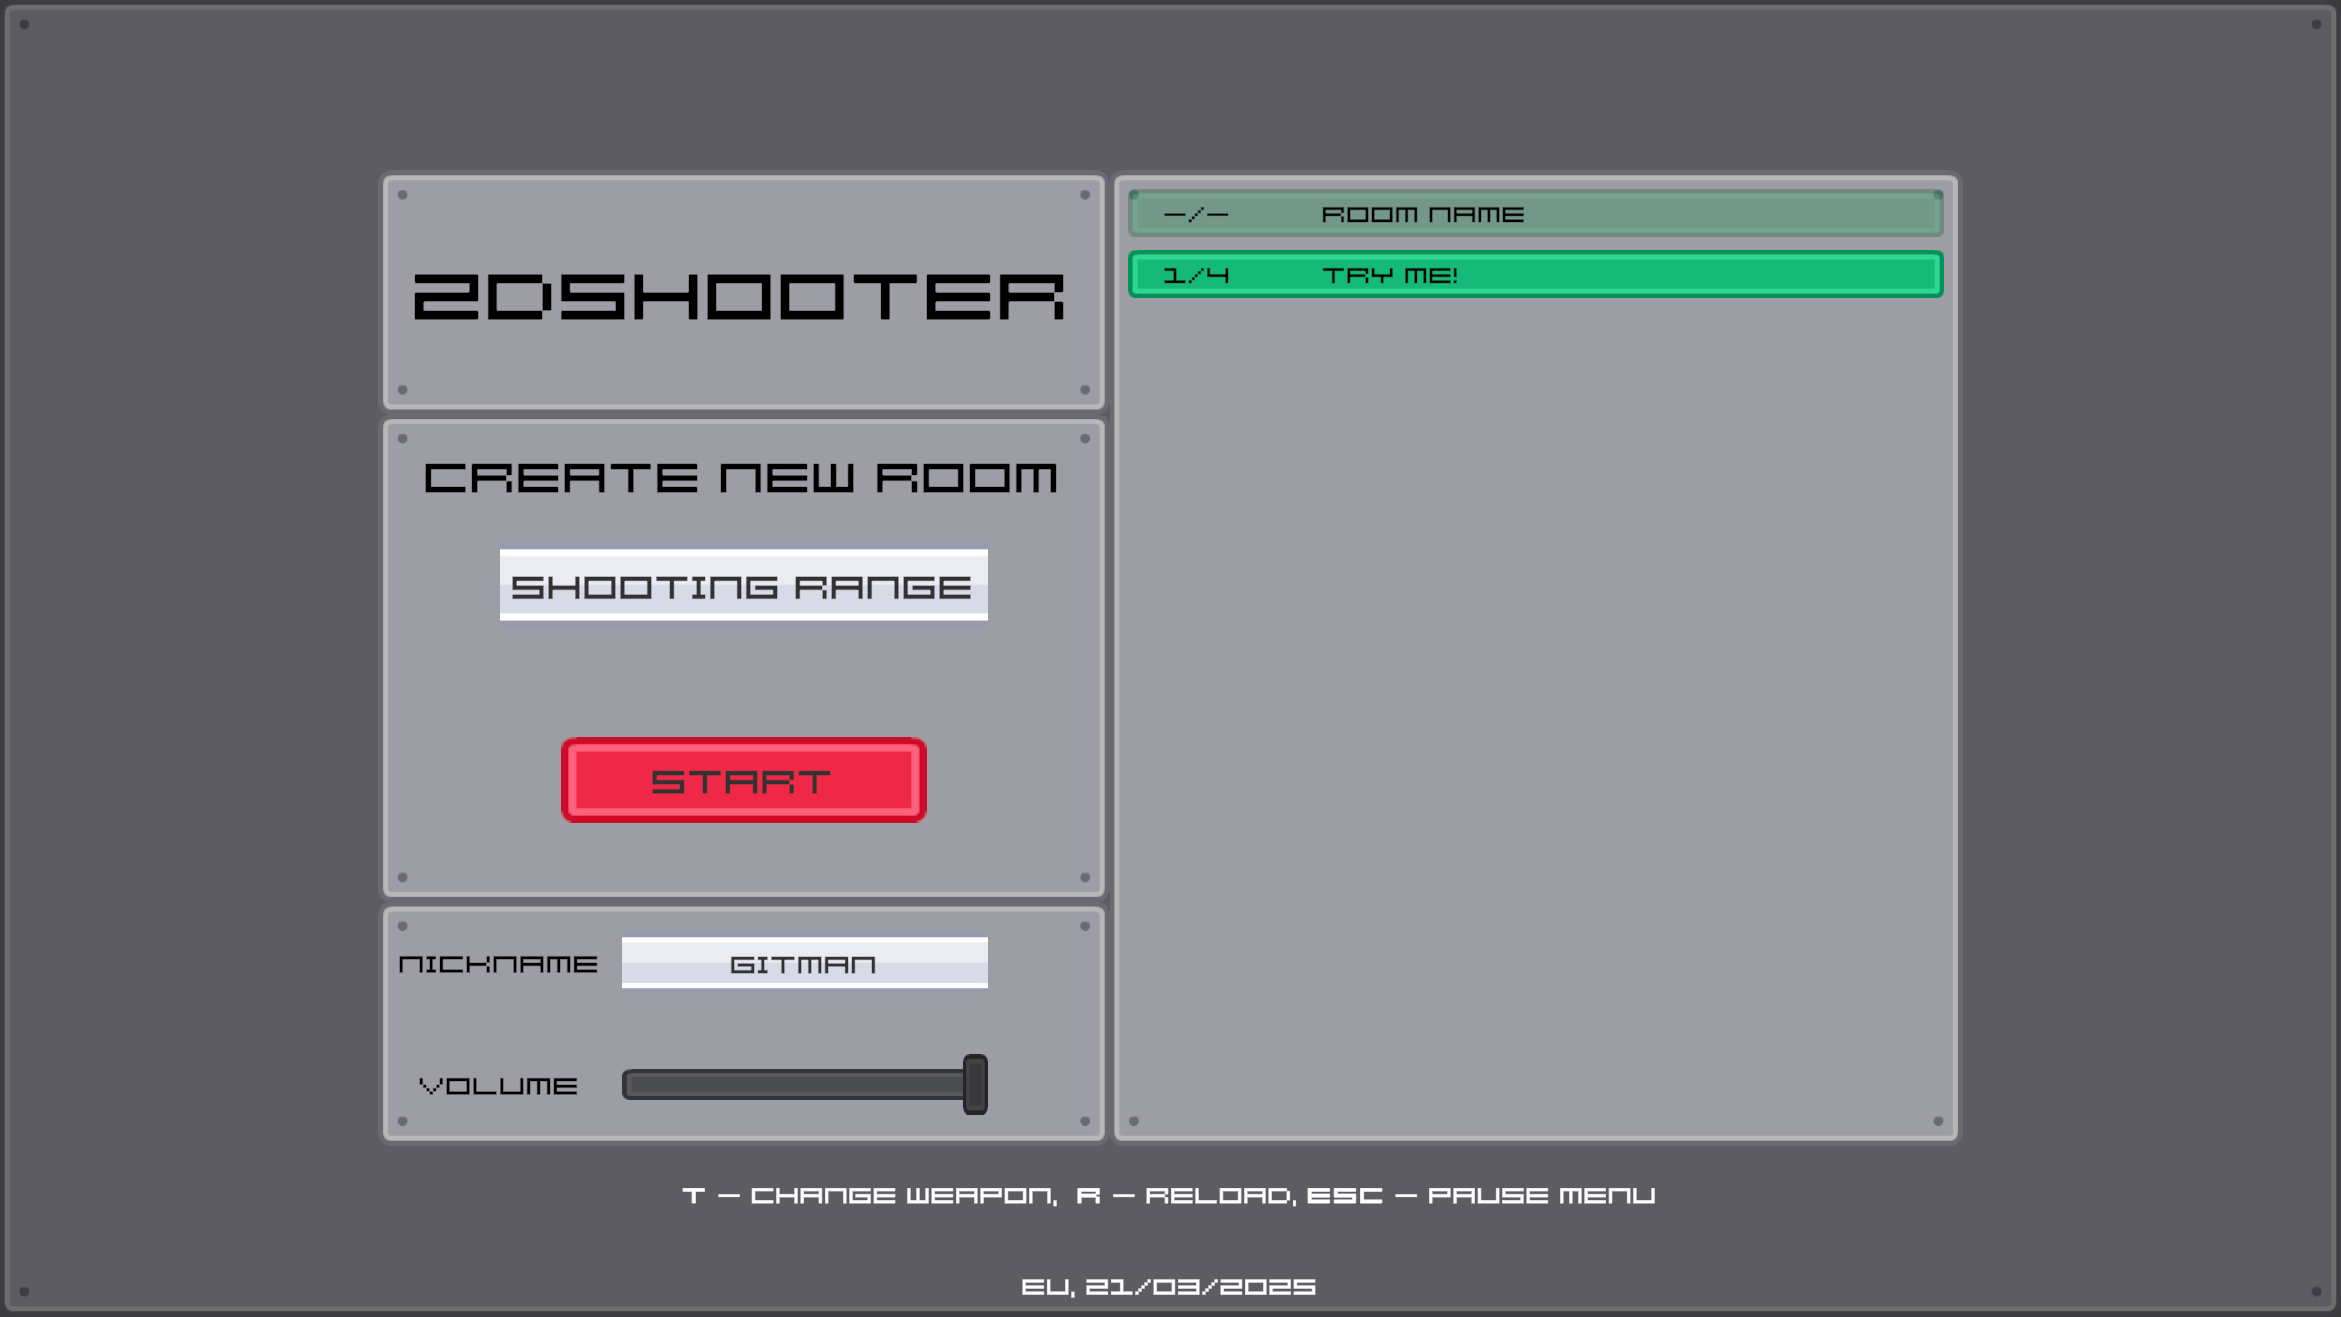 2DSHOOTER
CREATE NEW ROOM
SHOOTING RANGE
START
NICKNAME GITMAN
VOLUME
-/- ROOM NAME
1/4 TRY ME!
T - CHANGE WEAPON, R - RELOAD, ESC - PAUSE MENU
EU, 21/03/2025